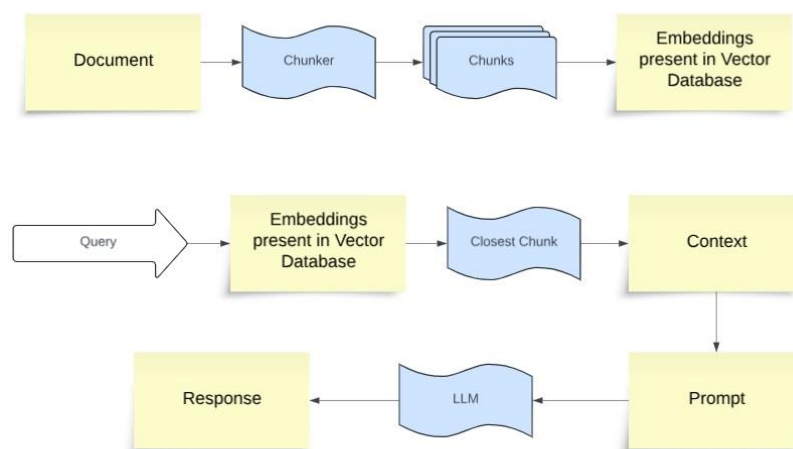 Document
Chunker
Chunks
Embeddings
present in Vector
Database
Query
Embeddings
present in Vector
Database
Closest Chunk
Context
Response
LLM
Prompt